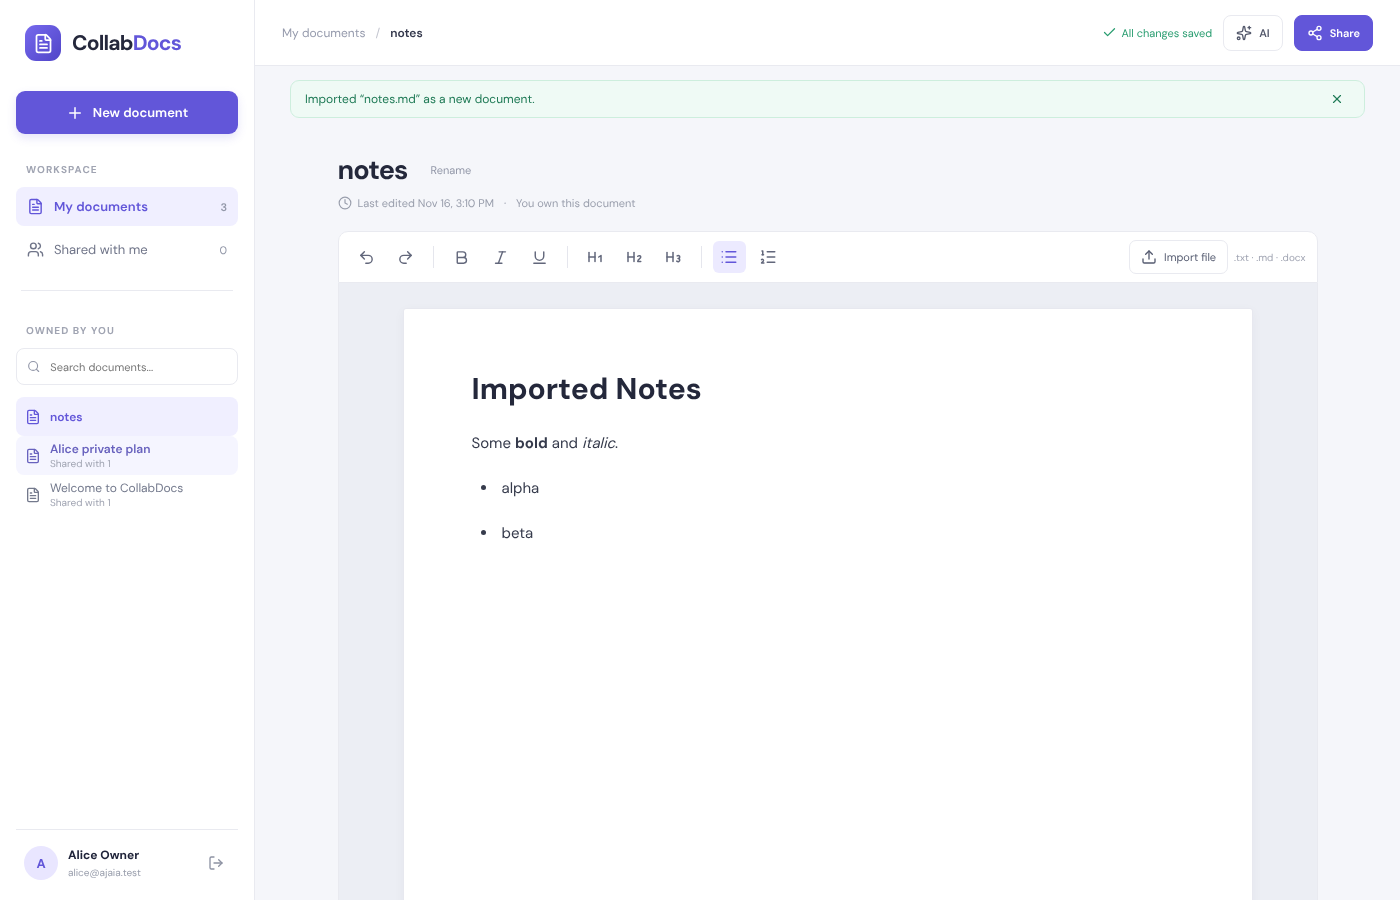 CollabDocs
New document
WORKSPACE
My documents 3
Shared with me 0
OWNED BY YOU
Search documents...
notes
Alice private plan
Shared with 1
Welcome to CollabDocs
Shared with 1
A
Alice Owner
alice@ajaia.test
My documents / notes
All changes saved
AI
Share
Imported “notes.md” as a new document.
notes Rename
Last edited Nov 16, 3:10 PM · You own this document
B I U H1 H2 H3
Import file .txt · .md · .docx
Imported Notes
Some bold and italic.
• alpha
• beta